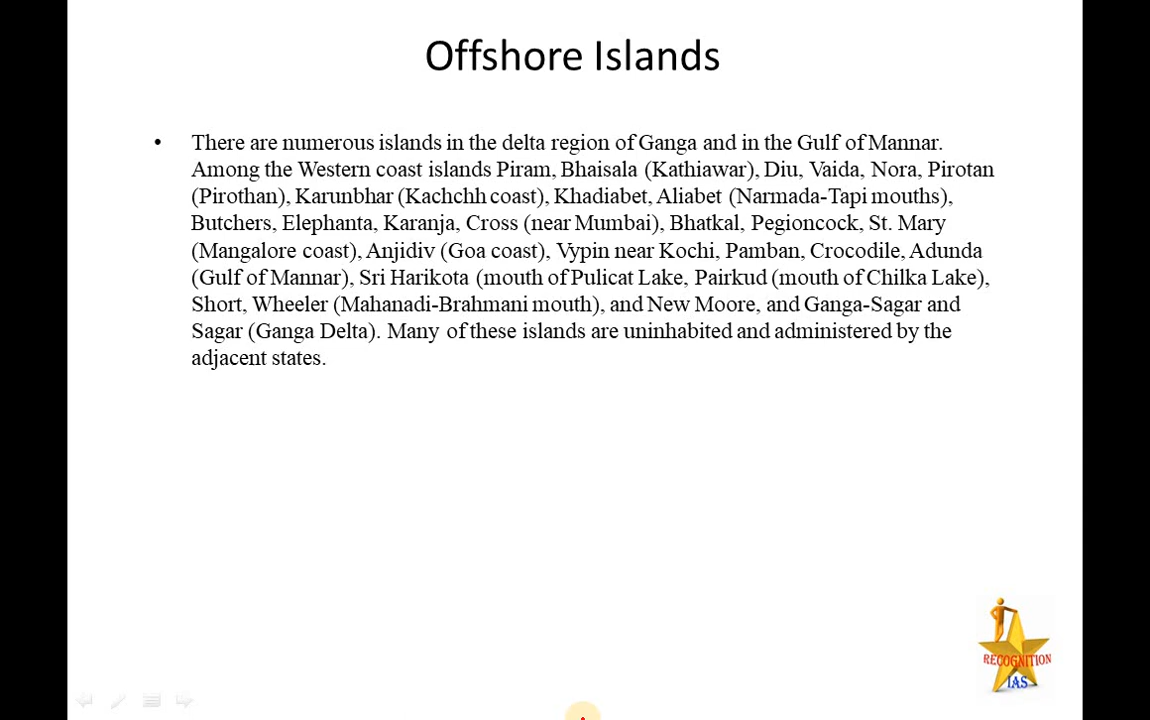 Offshore Islands
• There are numerous islands in the delta region of Ganga and in the Gulf of Mannar.
Among the Western coast islands Piram, Bhaisala (Kathiawar), Diu, Vaida, Nora, Pirotan
(Pirothan), Karunbhar (Kachchh coast), Khadiabet, Aliabet (Narmada-Tapi mouths),
Butchers, Elephanta, Karanja, Cross (near Mumbai), Bhatkal, Pegioncock, St. Mary
(Mangalore coast), Anjidiv (Goa coast), Vypin near Kochi, Pamban, Crocodile, Adunda
(Gulf of Mannar), Sri Harikota (mouth of Pulicat Lake, Pairkud (mouth of Chilka Lake),
Short, Wheeler (Mahanadi-Brahmani mouth), and New Moore, and Ganga-Sagar and
Sagar (Ganga Delta). Many of these islands are uninhabited and administered by the
adjacent states.
RECOGNITION
IAS